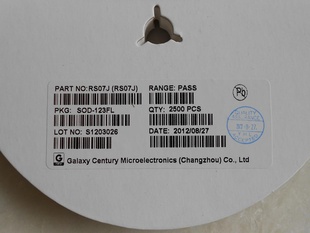 PART NO:RS07J (RS07J) RANGE: PASS
PKG: SOD-123FL QTY: 2500 PCS
LOT NO: S1203026 DATE: 2012/08/27
Galaxy Century Microelectronics (Changzhou) Co., Ltd